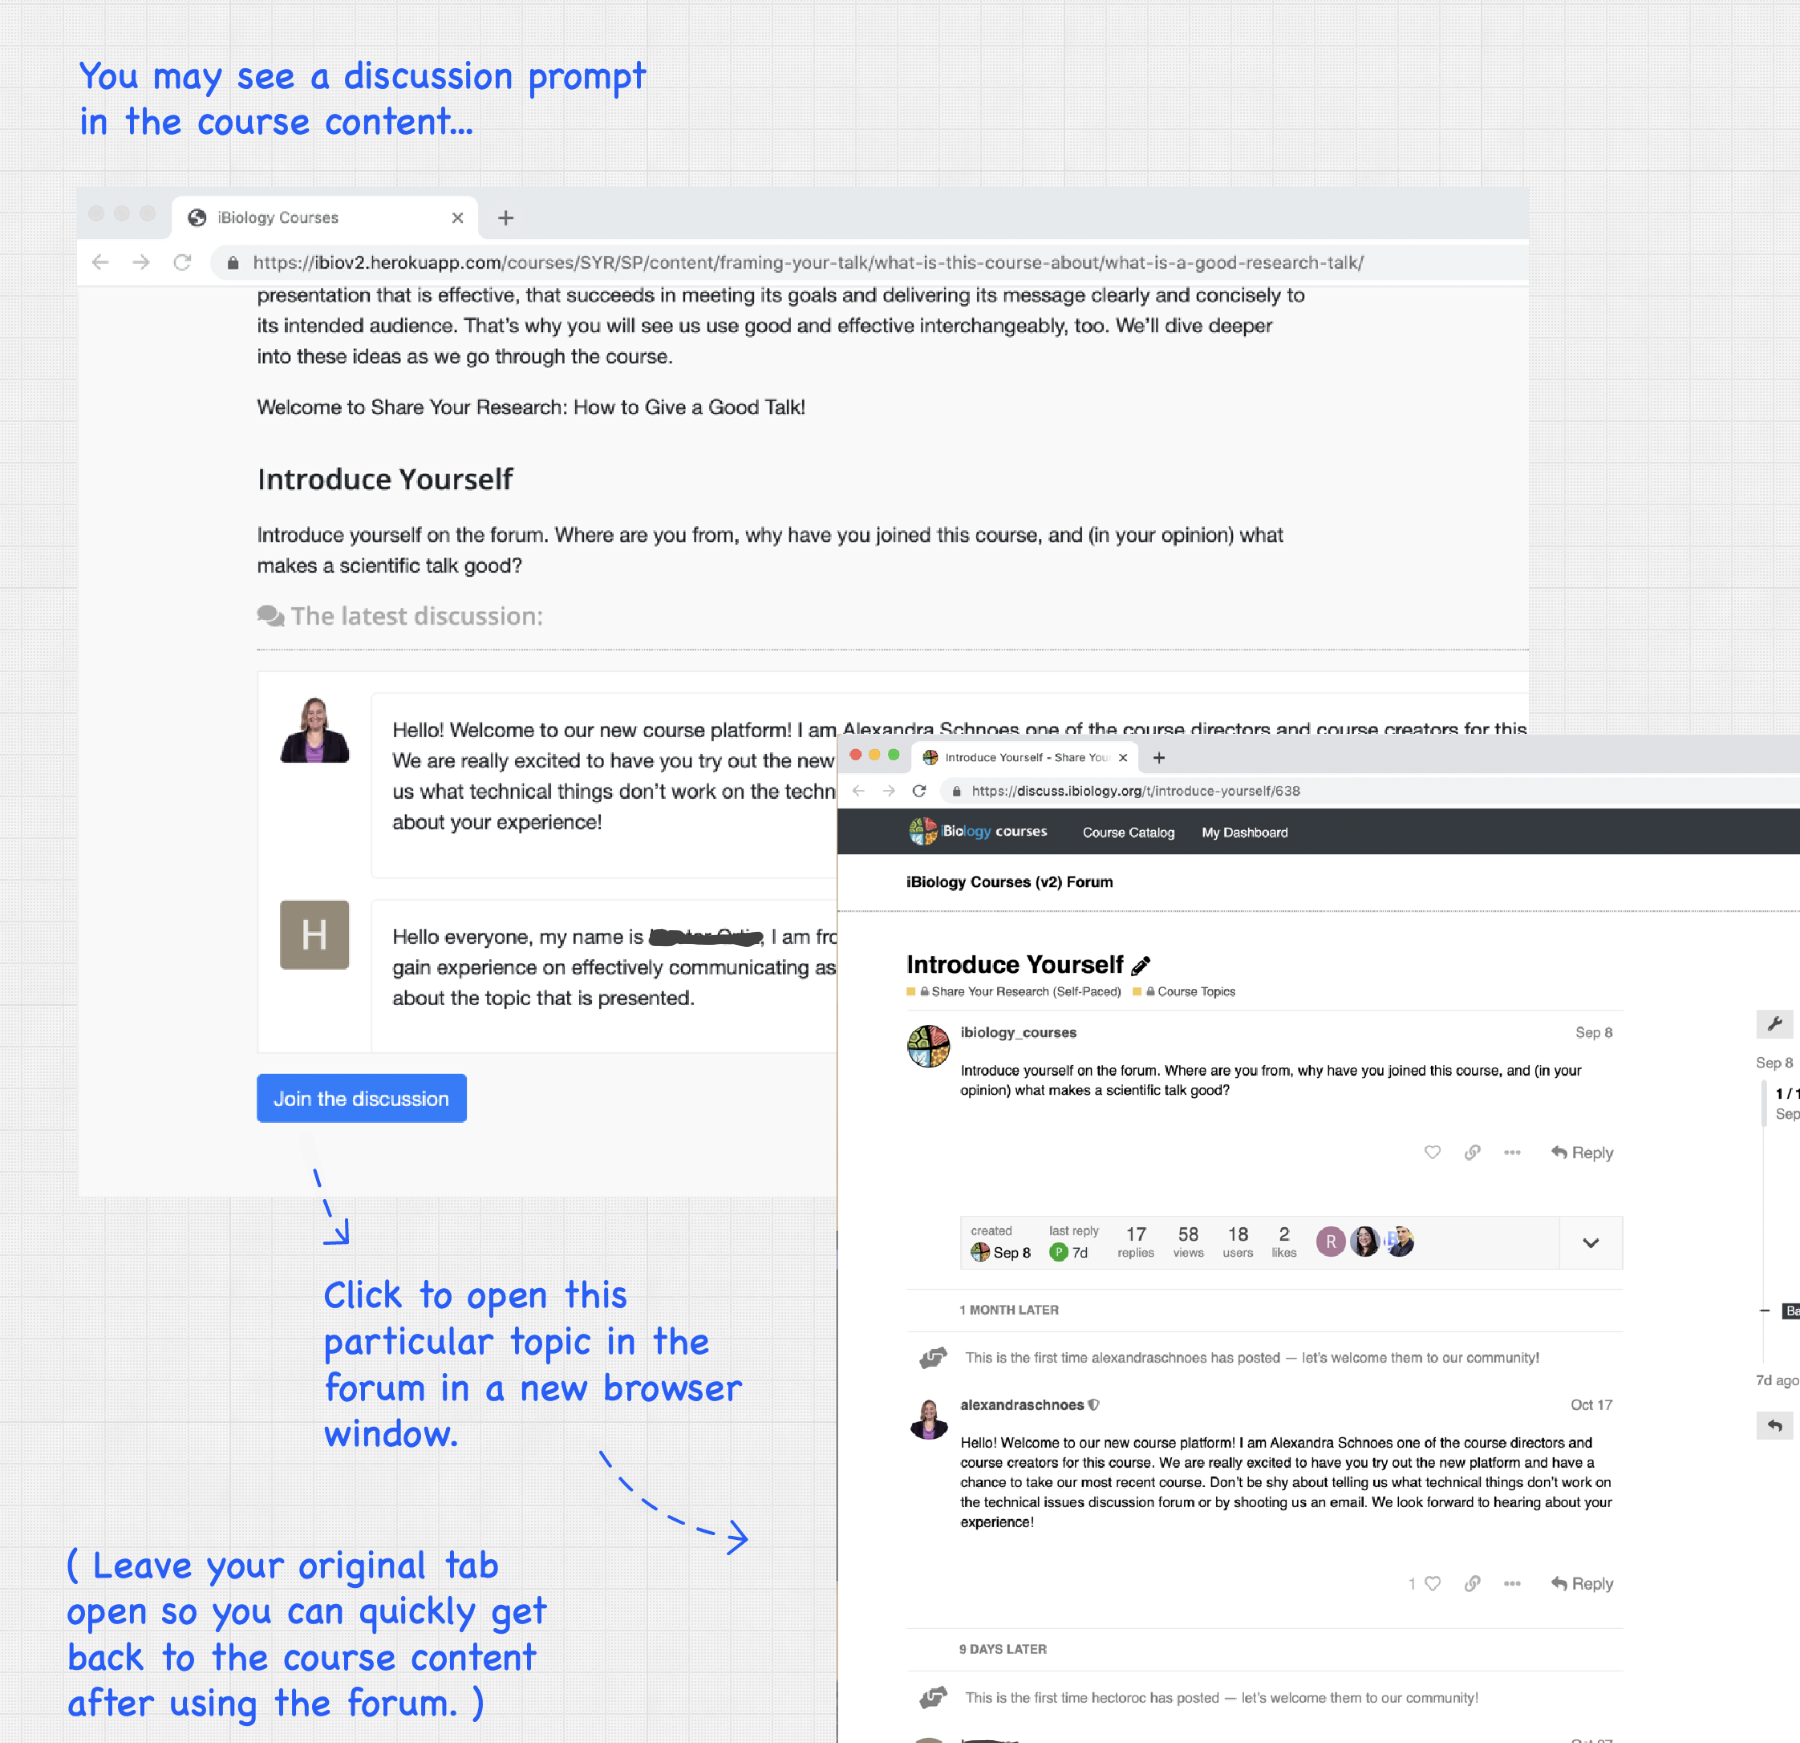 You may see a discussion prompt
in the course content...
iBiology Courses
https://ibiov2.herokuapp.com/courses/SYR/SP/content/framing-your-talk/what-is-this-course-about/what-is-a-good-research-talk/
presentation that is effective, that succeeds in meeting its goals and delivering its message clearly and concisely to
its intended audience. That's why you will see us use good and effective interchangeably, too. We'll dive deeper
into these ideas as we go through the course.
Welcome to Share Your Research: How to Give a Good Talk!
Introduce Yourself
Introduce yourself on the forum. Where are you from, why have you joined this course, and (in your opinion) what
makes a scientific talk good?
The latest discussion:
Hello! Welcome to our new course platform! I am Alexandra Schnoes one of the course directors and course creators for this
We are really excited to have you try out the new
us what technical things don't work on the techn
about your experience!
H
Hello everyone, my name is , I am fro
gain experience on effectively communicating as
about the topic that is presented.
Join the discussion
Click to open this
particular topic in the
forum in a new browser
window.
( Leave your original tab
open so you can quickly get
back to the course content
after using the forum. )
Introduce Yourself - Share You
https://discuss.ibiology.org/t/introduce-yourself/638
iBiology courses Course Catalog My Dashboard
iBiology Courses (v2) Forum
Introduce Yourself
Share Your Research (Self-Paced) Course Topics
ibiology_courses Sep 8
Introduce yourself on the forum. Where are you from, why have you joined this course, and (in your
opinion) what makes a scientific talk good?
Reply
created last reply 17 58 18 2 R
Sep 8 P 7d replies views users likes
1 MONTH LATER
This is the first time alexandraschnoes has posted — let's welcome them to our community!
alexandraschnoes Oct 17
Hello! Welcome to our new course platform! I am Alexandra Schnoes one of the course directors and
course creators for this course. We are really excited to have you try out the new platform and have a
chance to take our most recent course. Don't be shy about telling us what technical things don't work on
the technical issues discussion forum or by shooting us an email. We look forward to hearing about your
experience!
1 Reply
9 DAYS LATER
This is the first time hectoroc has posted — let's welcome them to our community!
Sep 8
1 / 1
Sep
Ba
7d ago